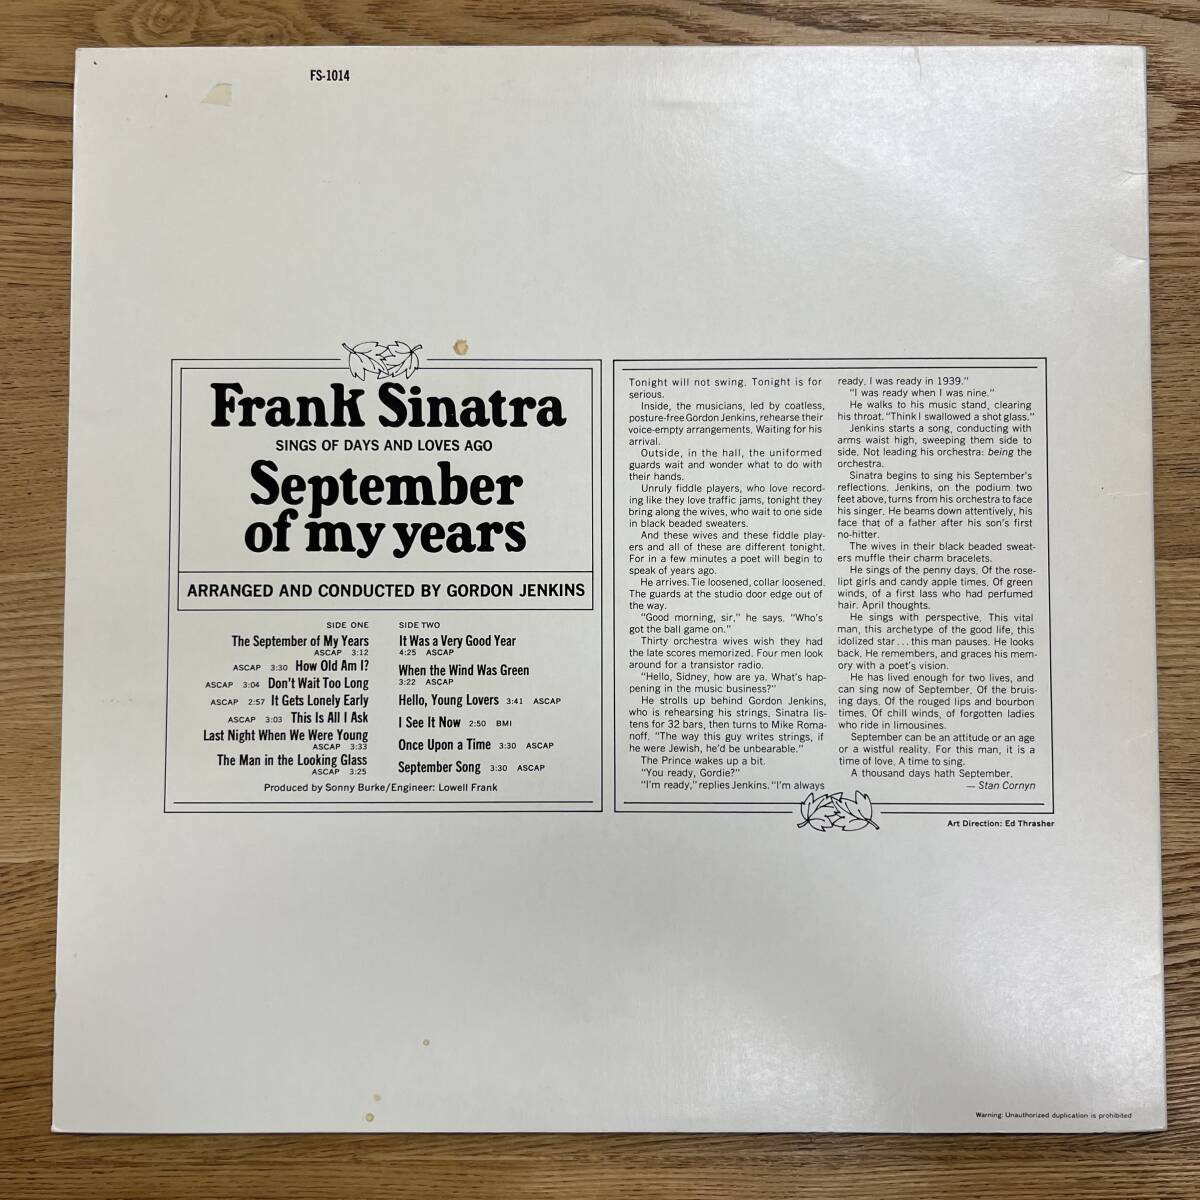 FS-1014
Frank Sinatra
SINGS OF DAYS AND LOVES AGO
September
of my years
ARRANGED AND CONDUCTED BY GORDON JENKINS
SIDE ONE
The September of My Years
ASCAP 3:12
ASCAP 3:30 How Old Am I?
ASCAP 3:04 Don't Wait Too Long
ASCAP 2:57 It Gets Lonely Early
ASCAP 3:03 This Is All I Ask
Last Night When We Were Young
ASCAP 3:33
The Man in the Looking Glass
ASCAP 3:25
SIDE TWO
It Was a Very Good Year
4:25 ASCAP
When the Wind Was Green
3:22 ASCAP
Hello, Young Lovers 3:41 ASCAP
I See It Now 2:50 BMI
Once Upon a Time 3:30 ASCAP
September Song 3:30 ASCAP
Produced by Sonny Burke/Engineer: Lowell Frank
Tonight will not swing. Tonight is for
serious.
Inside, the musicians, led by coatless,
posture-free Gordon Jenkins, rehearse their
voice-empty arrangements. Waiting for his
arrival.
Outside, in the hall, the uniformed
guards wait and wonder what to do with
their hands.
Unruly fiddle players, who love record-
ing like they love traffic jams, tonight they
bring along the wives, who wait to one side
in black beaded sweaters.
And these wives and these fiddle play-
ers and all of these are different tonight.
For in a few minutes a poet will begin to
speak of years ago.
He arrives. Tie loosened, collar loosened.
The guards at the studio door edge out of
the way.
"Good morning, sir," he says. "Who's
got the ball game on."
Thirty orchestra wives wish they had
the late scores memorized. Four men look
around for a transistor radio.
"Hello, Sidney, how are ya. What's hap-
pening in the music business?"
He strolls up behind Gordon Jenkins,
who is rehearsing his strings. Sinatra lis-
tens for 32 bars, then turns to Mike Roma-
noff. "The way this guy writes strings, if
he were Jewish, he'd be unbearable."
The Prince wakes up a bit.
"You ready, Gordie?"
"I'm ready," replies Jenkins. "I'm always
ready. I was ready in 1939."
"I was ready when I was nine."
He walks to his music stand, clearing
his throat. "Think I swallowed a shot glass."
Jenkins starts a song, conducting with
arms waist high, sweeping them side to
side. Not leading his orchestra: being the
orchestra.
Sinatra begins to sing his September's
reflections. Jenkins, on the podium two
feet above, turns from his orchestra to face
his singer. He beams down attentively, his
face that of a father after his son's first
no-hitter.
The wives in their black beaded sweat-
ers muffle their charm bracelets.
He sings of the penny days. Of the rose-
lipt girls and candy apple times. Of green
winds, of a first lass who had perfumed
hair. April thoughts.
He sings with perspective. This vital
man, this archetype of the good life, this
idolized star...this man pauses. He looks
back. He remembers, and graces his mem-
ory with a poet's vision.
He has lived enough for two lives, and
can sing now of September. Of the bruis-
ing days. Of the rouged lips and bourbon
times. Of chill winds, of forgotten ladies
who ride in limousines.
September can be an attitude or an age
or a wistful reality. For this man, it is a
time of love. A time to sing.
A thousand days hath September.
— Stan Cornyn
Art Direction: Ed Thrasher
Warning: Unauthorized duplication is prohibited